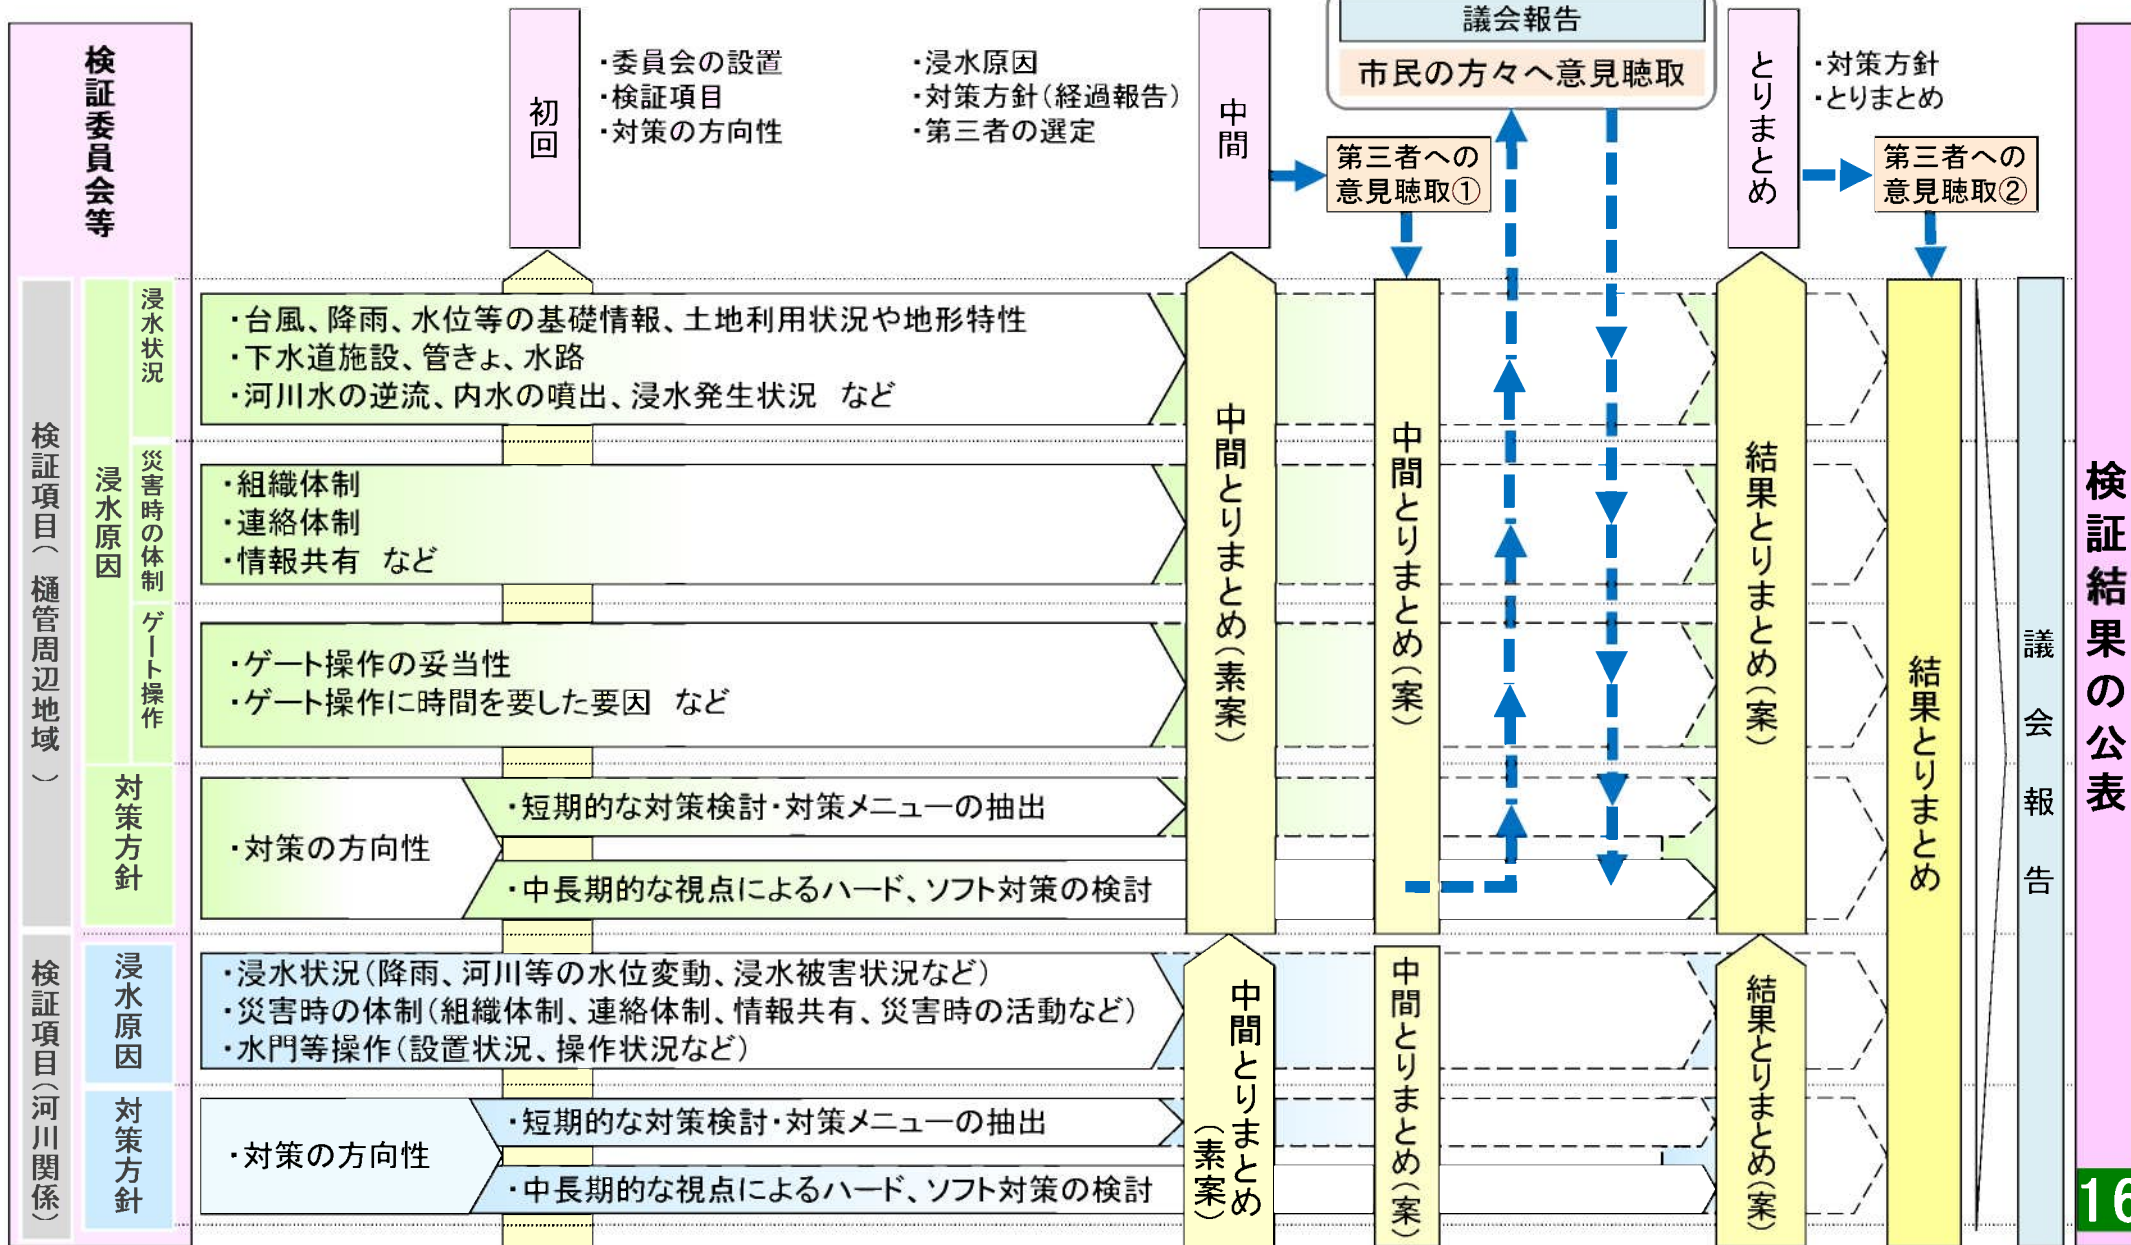 検証委員会等
初回
・委員会の設置
・検証項目
・対策の方向性
・浸水原因
・対策方針（経過報告）
・第三者の選定
中間
議会報告
市民の方々へ意見聴取
第三者への
意見聴取①
とりまとめ
・対策方針
・とりまとめ
第三者への
意見聴取②
検証項目（樋管周辺地域）
浸水原因
浸水状況
・台風、降雨、水位等の基礎情報、土地利用状況や地形特性
・下水道施設、管きょ、水路
・河川水の逆流、内水の噴出、浸水発生状況　など
災害時の体制
・組織体制
・連絡体制
・情報共有　など
ゲート操作
・ゲート操作の妥当性
・ゲート操作に時間を要した要因　など
対策方針
・対策の方向性
・短期的な対策検討・対策メニューの抽出
・中長期的な視点によるハード、ソフト対策の検討
中間とりまとめ（素案）
中間とりまとめ（案）
結果とりまとめ（案）
結果とりまとめ
議会報告
検証結果の公表
検証項目（河川関係）
浸水原因
・浸水状況（降雨、河川等の水位変動、浸水被害状況など）
・災害時の体制（組織体制、連絡体制、情報共有、災害時の活動など）
・水門等操作（設置状況、操作状況など）
対策方針
・対策の方向性
・短期的な対策検討・対策メニューの抽出
・中長期的な視点によるハード、ソフト対策の検討
中間とりまとめ
（素案）
中間とりまとめ（案）
結果とりまとめ（案）
16